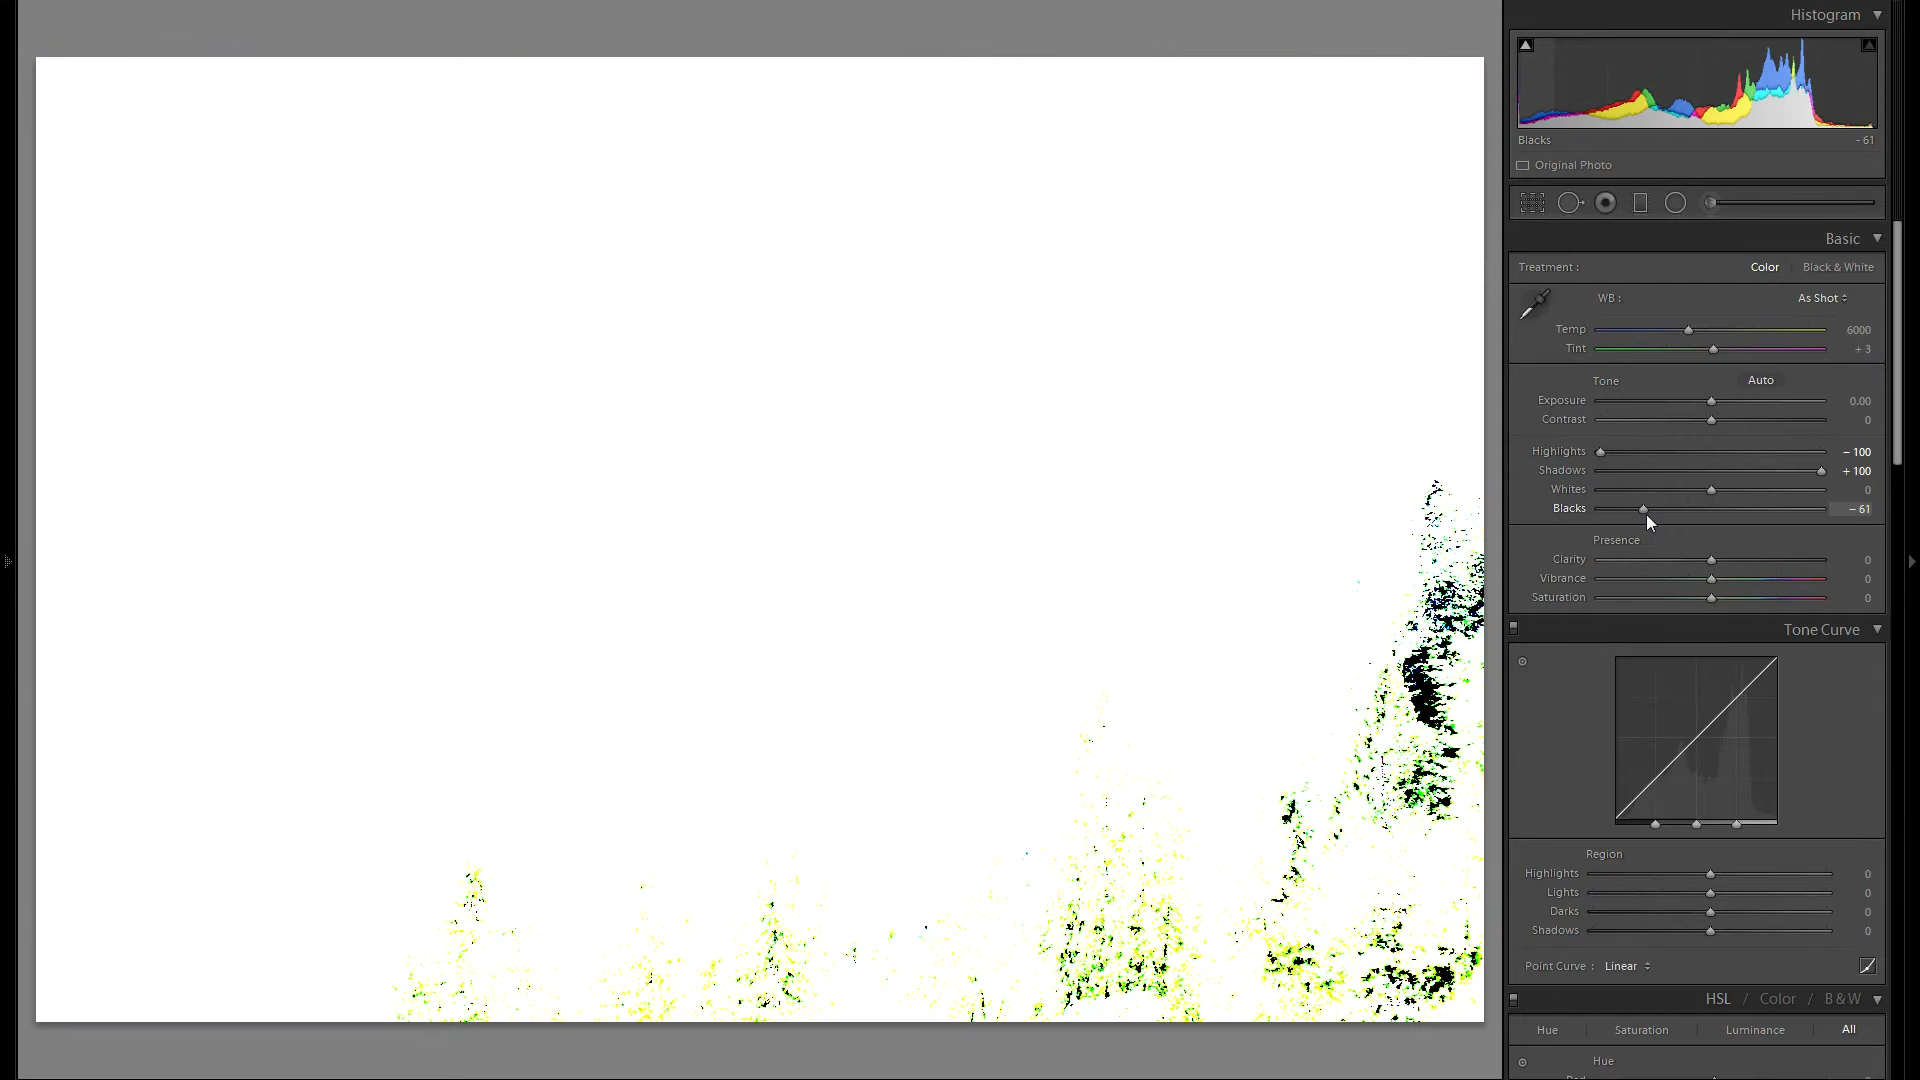 Histogram
Blacks - 61
Original Photo
Basic
Treatment : Color Black & White
WB : As Shot
Temp 6000
Tint + 3
Tone Auto
Exposure 0.00
Contrast 0
Highlights - 100
Shadows + 100
Whites 0
Blacks - 61
Presence
Clarity 0
Vibrance 0
Saturation 0
Tone Curve
Region
Highlights 0
Lights 0
Darks 0
Shadows 0
Point Curve : Linear
HSL / Color / B & W
Hue Saturation Luminance All
Hue